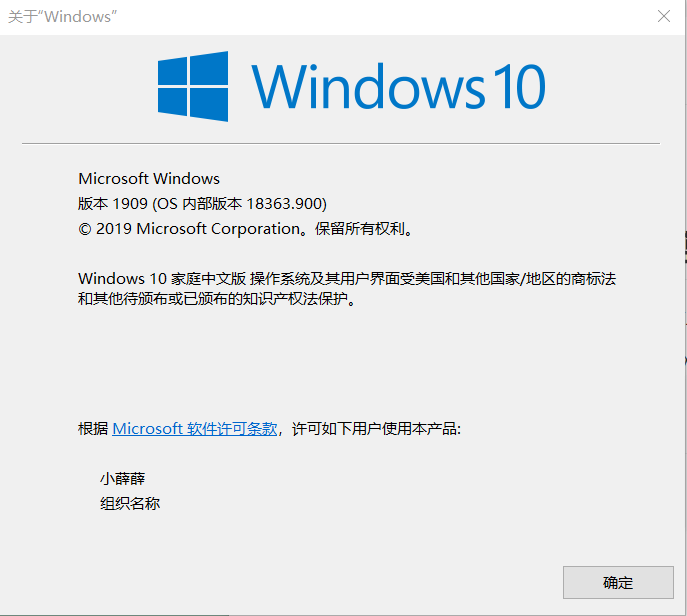 关于“Windows”
Windows 10
Microsoft Windows
版本 1909 (OS 内部版本 18363.900)
© 2019 Microsoft Corporation。保留所有权利。
Windows 10 家庭中文版 操作系统及其用户界面受美国和其他国家/地区的商标法
和其他待颁布或已颁布的知识产权法保护。
根据 Microsoft 软件许可条款，许可如下用户使用本产品:
小薛薛
组织名称
确定